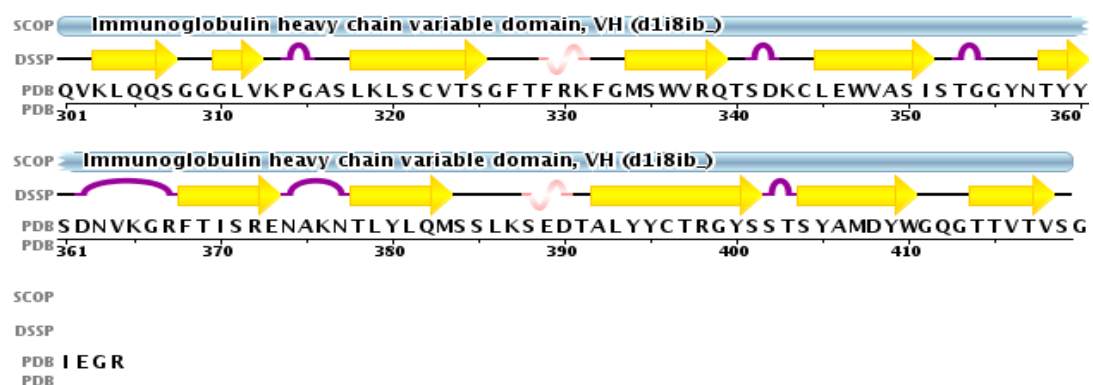 SCOP Immunoglobulin heavy chain variable domain, VH (d1i8ib_)
DSSP
PDB QVKLQQSGGGLVKPGASLKLSCVTSGFTFRKFGMSWVRQTSDKCLEWVASISTGGYNTYY
PDB 301 310 320 330 340 350 360
SCOP Immunoglobulin heavy chain variable domain, VH (d1i8ib_)
DSSP
PDB SDNVKGRFTISRENAKNTLYLQMSSLKSEDTALYYCTRGYSSTSYAMDYWGQGTTVTVSG
PDB 361 370 380 390 400 410
SCOP
DSSP
PDB IEGR
PDB